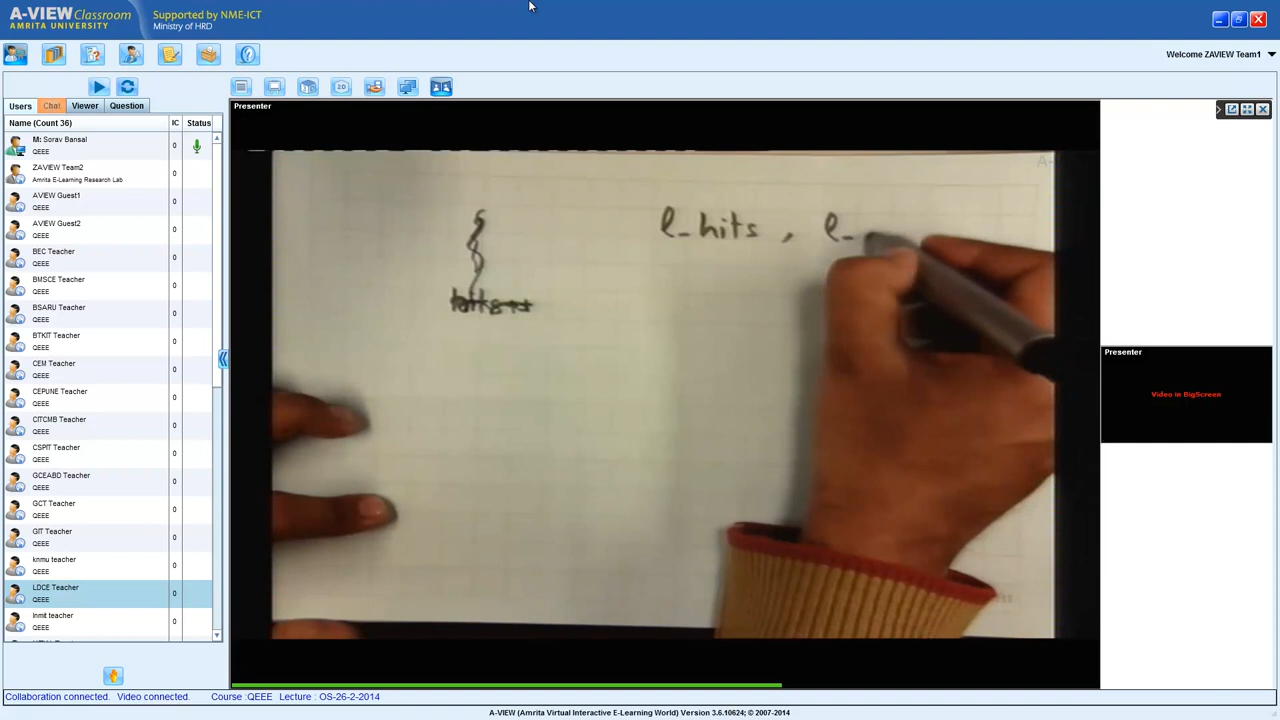 A-VIEW Classroom
AMRITA UNIVERSITY
Supported by NME-ICT
Ministry of HRD
Welcome ZAVIEW Team1
Users Chat Viewer Question
Name (Count 36) IC Status
M: Sorav Bansal
QEEE
0
ZAVIEW Team2
Amrita E-Learning Research Lab
0
AVIEW Guest1
QEEE
0
AVIEW Guest2
QEEE
0
BEC Teacher
QEEE
0
BMSCE Teacher
QEEE
0
BSARU Teacher
QEEE
0
BTKIT Teacher
QEEE
0
CEM Teacher
QEEE
0
CEPUNE Teacher
QEEE
0
CITCMB Teacher
QEEE
0
CSPIT Teacher
QEEE
0
GCEABD Teacher
QEEE
0
GCT Teacher
QEEE
0
GIT Teacher
QEEE
0
knmu teacher
QEEE
0
LDCE Teacher
QEEE
0
lnmit teacher
QEEE
0
2D
Presenter
A-
l_hits , l_
Presenter
Video in BigScreen
Collaboration connected. Video connected. Course :QEEE Lecture : OS-26-2-2014
A-VIEW (Amrita Virtual Interactive E-Learning World) Version 3.6.10624; © 2007-2014